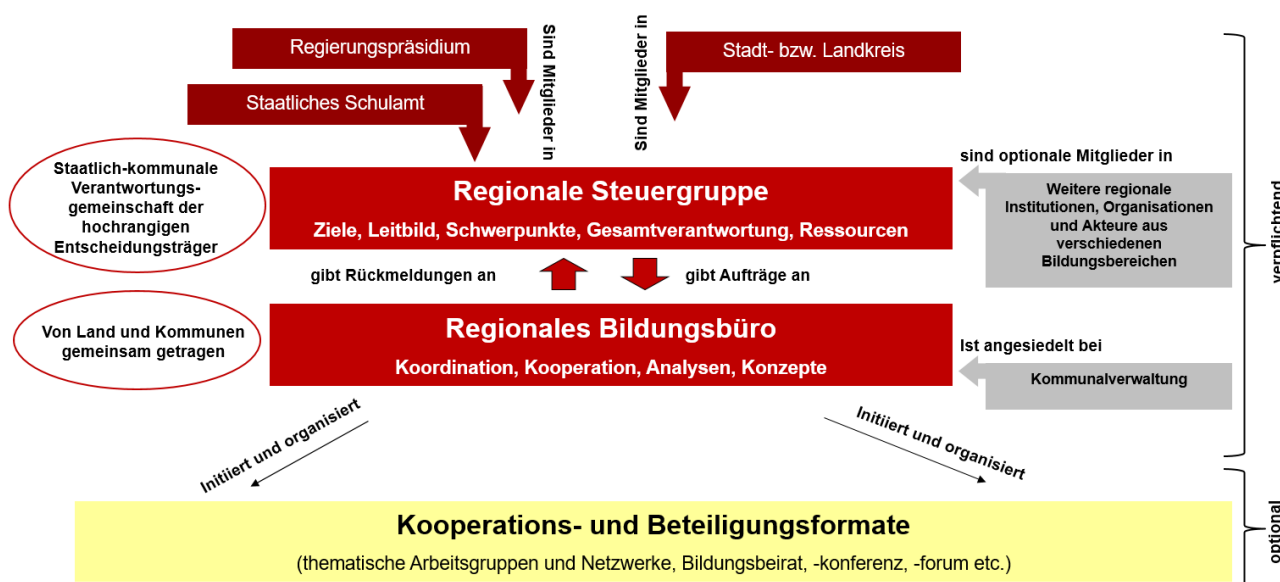 Regierungspräsidium
Staatliches Schulamt
Sind Mitglieder in
Sind Mitglieder in
Stadt- bzw. Landkreis
Staatlich-kommunale
Verantwortungs-
gemeinschaft der
hochrangigen
Entscheidungsträger
Regionale Steuergruppe
Ziele, Leitbild, Schwerpunkte, Gesamtverantwortung, Ressourcen
sind optionale Mitglieder in
Weitere regionale
Institutionen, Organisationen
und Akteure aus
verschiedenen
Bildungsbereichen
verpflichtend
gibt Rückmeldungen an
gibt Aufträge an
Von Land und Kommunen
gemeinsam getragen
Regionales Bildungsbüro
Koordination, Kooperation, Analysen, Konzepte
Ist angesiedelt bei
Kommunalverwaltung
Initiiert und organisiert
Initiiert und organisiert
Kooperations- und Beteiligungsformate
(thematische Arbeitsgruppen und Netzwerke, Bildungsbeirat, -konferenz, -forum etc.)
optional